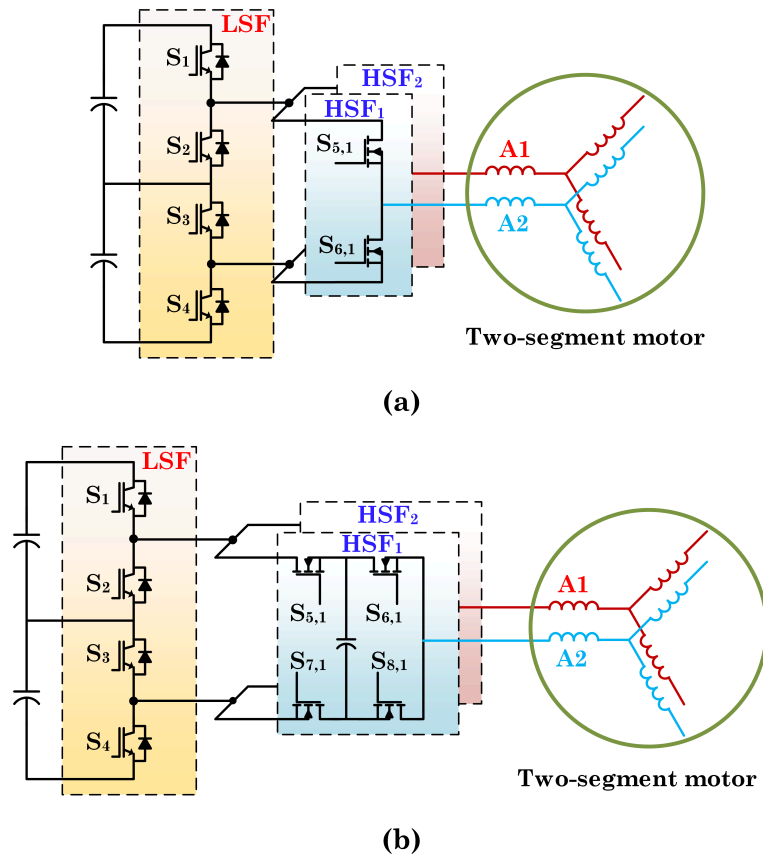 LSF
S1
HSF2
HSF1
S2
S5,1
A1
S3
A2
S6,1
S4
Two-segment motor
(a)
LSF
S1
HSF2
HSF1
S2
S5,1
S6,1
A1
S3
S7,1
S8,1
A2
S4
Two-segment motor
(b)